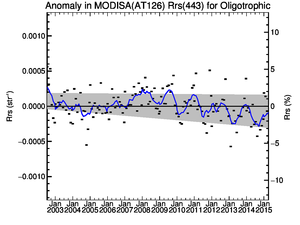 Anomaly in MODISA(AT126) Rrs(443) for Oligotrophic
0.0010
0.0005
0.0000
-0.0005
-0.0010
Rrs (str⁻¹)
10
5
0
-5
-10
Rrs (%)
Jan Jan Jan Jan Jan Jan Jan Jan Jan Jan Jan Jan Jan
2003 2004 2005 2006 2007 2008 2009 2010 2011 2012 2013 2014 2015